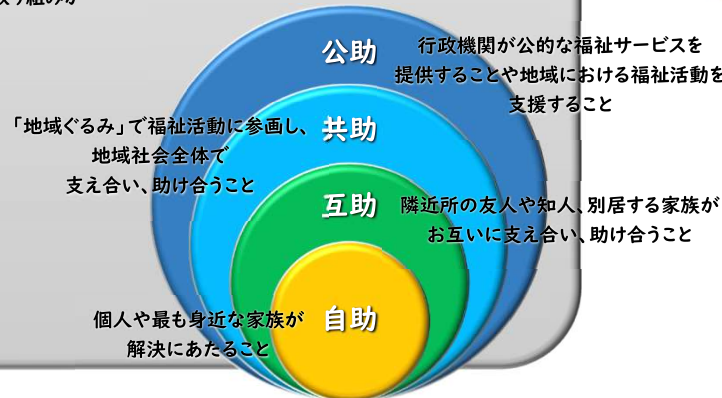 公助
行政機関が公的な福祉サービスを
提供することや地域における福祉活動を
支援すること
「地域ぐるみ」で福祉活動に参画し、
地域社会全体で
支え合い、助け合うこと
共助
互助
隣近所の友人や知人、別居する家族が
お互いに支え合い、助け合うこと
個人や最も身近な家族が
解決にあたること
自助